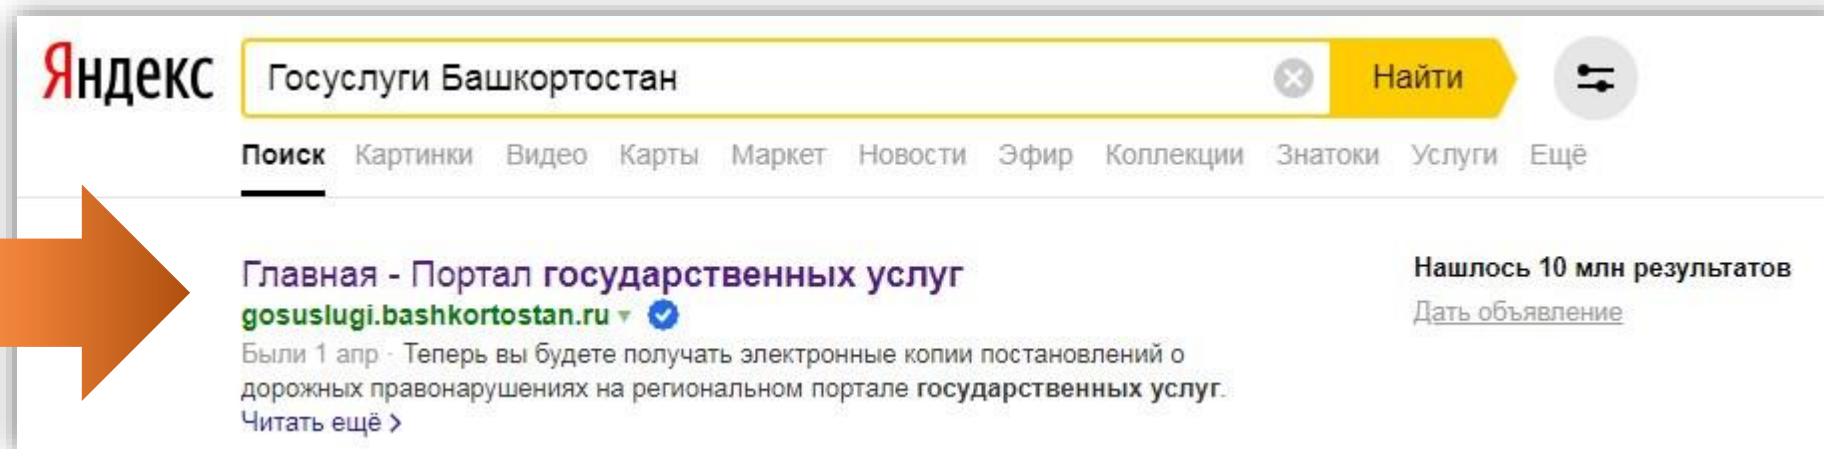 Яндекс
Госуслуги Башкортостан
Найти
Поиск Картинки Видео Карты Маркет Новости Эфир Коллекции Знатоки Услуги Ещё
Главная - Портал государственных услуг
gosuslugi.bashkortostan.ru
Были 1 апр · Теперь вы будете получать электронные копии постановлений о
дорожных правонарушениях на региональном портале государственных услуг.
Читать ещё >
Нашлось 10 млн результатов
Дать объявление